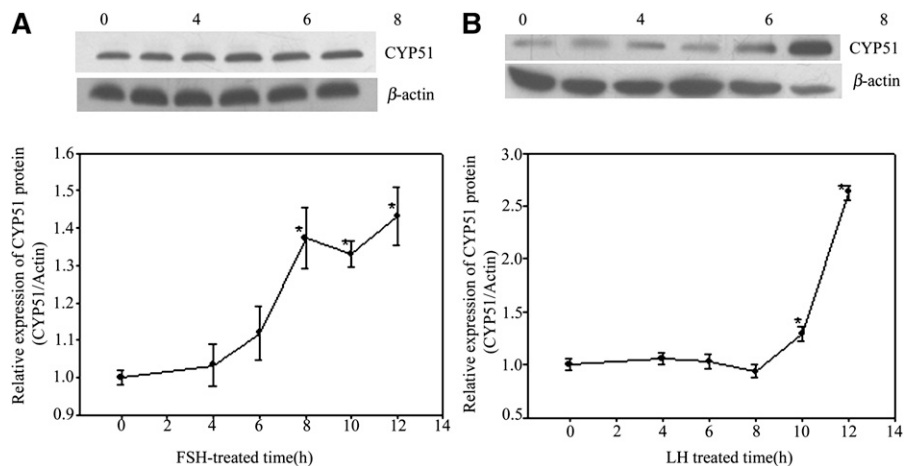 A
0 4 6 8
CYP51
β-actin
Relative expression of CYP51 protein
(CYP51/Actin)
1.6
1.5
1.4
1.3
1.2
1.1
1.0
0.9
* * *
0 2 4 6 8 10 12 14
FSH-treated time(h)
B
0 4 6 8
CYP51
β-actin
Relative expression of CYP51 protein
(CYP51/Actin)
3.0
2.5
2.0
1.5
1.0
0.5
* *
0 2 4 6 8 10 12 14
LH treated time(h)